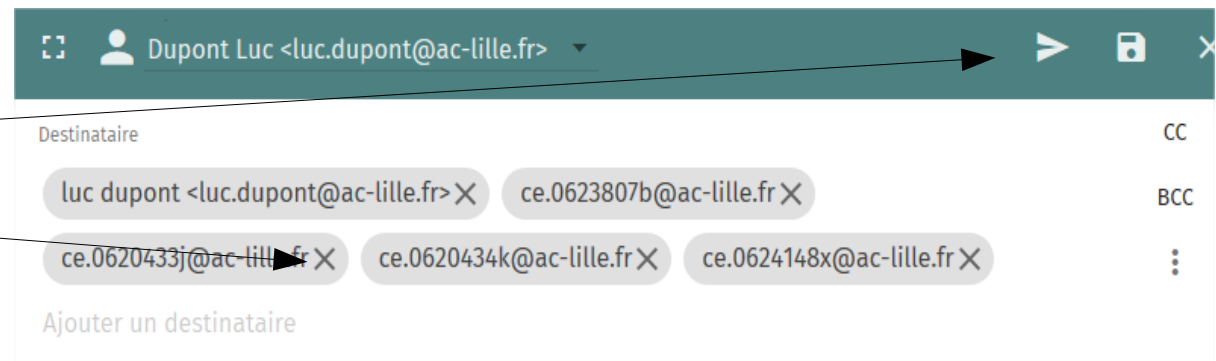 Dupont Luc <luc.dupont@ac-lille.fr>
Destinataire
CC
luc dupont <luc.dupont@ac-lille.fr> ce.0623807b@ac-lille.fr
BCC
ce.0620433j@ac-lille.fr ce.0620434k@ac-lille.fr ce.0624148x@ac-lille.fr
Ajouter un destinataire